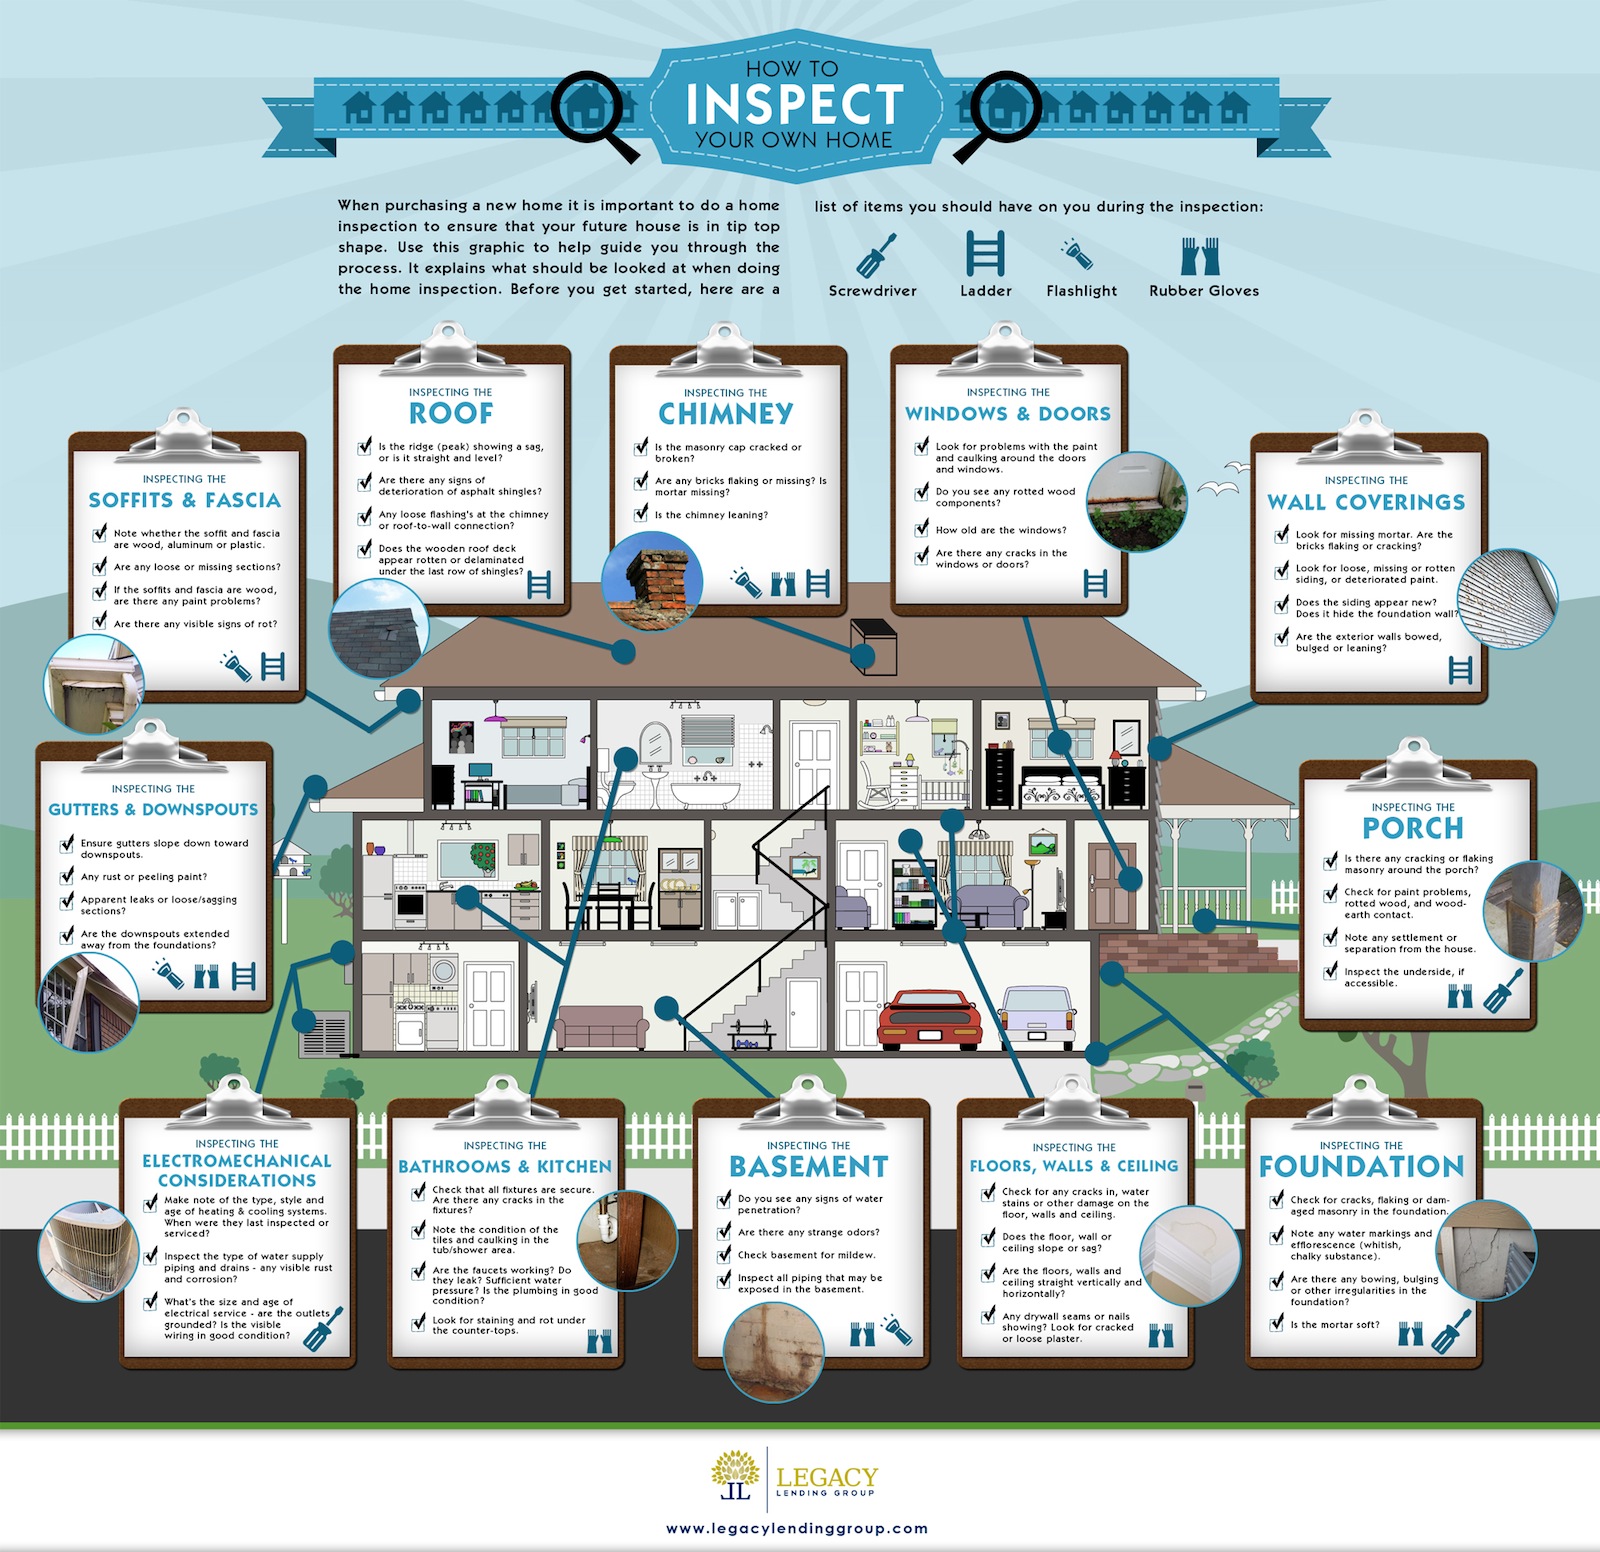 HOW TO
INSPECT
YOUR OWN HOME
When purchasing a new home it is important to do a home
inspection to ensure that your future house is in tip top
shape. Use this graphic to help guide you through the
process. It explains what should be looked at when doing
the home inspection. Before you get started, here are a
list of items you should have on you during the inspection:
Screwdriver
Ladder
Flashlight
Rubber Gloves
INSPECTING THE
SOFFITS & FASCIA
Note whether the soffit and fascia
are wood, aluminum or plastic.
Are any loose or missing sections?
If the soffits and fascia are wood,
are there any paint problems?
Are there any visible signs of rot?
INSPECTING THE
ROOF
Is the ridge (peak) showing a sag,
or is it straight and level?
Are there any signs of
deterioration of asphalt shingles?
Any loose flashing's at the chimney
or roof-to-wall connection?
Does the wooden roof deck
appear rotten or delaminated
under the last row of shingles?
INSPECTING THE
CHIMNEY
Is the masonry cap cracked or
broken?
Are any bricks flaking or missing? Is
mortar missing?
Is the chimney leaning?
INSPECTING THE
WINDOWS & DOORS
Look for problems with the paint
and caulking around the doors
and windows.
Do you see any rotted wood
components?
How old are the windows?
Are there any cracks in the
windows or doors?
INSPECTING THE
WALL COVERINGS
Look for missing mortar. Are the
bricks flaking or cracking?
Look for loose, missing or rotten
siding, or deteriorated paint.
Does the siding appear new?
Does it hide the foundation wall?
Are the exterior walls bowed,
bulged or leaning?
INSPECTING THE
GUTTERS & DOWNSPOUTS
Ensure gutters slope down toward
downspouts.
Any rust or peeling paint?
Apparent leaks or loose/sagging
sections?
Are the downspouts extended
away from the foundations?
INSPECTING THE
PORCH
Is there any cracking or flaking
masonry around the porch?
Check for paint problems,
rotted wood, and wood-
earth contact.
Note any settlement or
separation from the house.
Inspect the underside, if
accessible.
INSPECTING THE
ELECTROMECHANICAL
CONSIDERATIONS
Make note of the type, style and
age of heating & cooling systems.
When were they last inspected or
serviced?
Inspect the type of water supply
piping and drains - any visible rust
and corrosion?
What's the size and age of
electrical service - are the outlets
grounded? Is the visible
wiring in good condition?
INSPECTING THE
BATHROOMS & KITCHEN
Check that all fixtures are secure.
Are there any cracks in the
fixtures?
Note the condition of the
tiles and caulking in the
tub/shower area.
Are the faucets working? Do
they leak? Sufficient water
pressure? Is the plumbing in good
condition?
Look for staining and rot under
the counter-tops.
INSPECTING THE
BASEMENT
Do you see any signs of water
penetration?
Are there any strange odors?
Check basement for mildew.
Inspect all piping that may be
exposed in the basement.
INSPECTING THE
FLOORS, WALLS & CEILING
Check for any cracks in, water
stains or other damage on the
floor, walls and ceiling.
Does the floor, wall or
ceiling slope or sag?
Are the floors, walls and
ceiling straight vertically and
horizontally?
Any drywall seams or nails
showing? Look for cracked
or loose plaster.
INSPECTING THE
FOUNDATION
Check for cracks, flaking or dam-
aged masonry in the foundation.
Note any water markings and
efflorescence (whitish,
chalky substance).
Are there any bowing, bulging
or other irregularities in the
foundation?
Is the mortar soft?
LEGACY
LENDING GROUP
www.legacylendinggroup.com